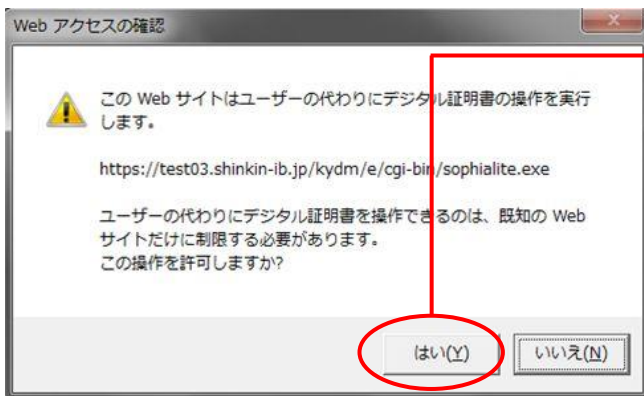 Web アクセスの確認
この Web サイトはユーザーの代わりにデジタル証明書の操作を実行
します。
https://test03.shinkin-ib.jp/kydm/e/cgi-bin/sophialite.exe
ユーザーの代わりにデジタル証明書を操作できるのは、既知の Web
サイトだけに制限する必要があります。
この操作を許可しますか?
はい(Y)
いいえ(N)